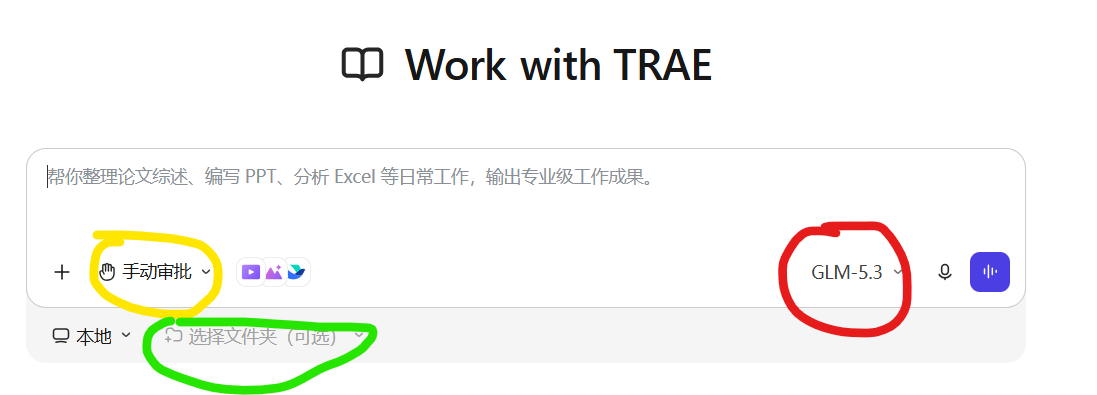 Work with TRAE
帮你整理论文综述、编写 PPT、分析 Excel 等日常工作，输出专业级工作成果。
手动审批 GLM-5.3
本地 选择文件夹（可选）